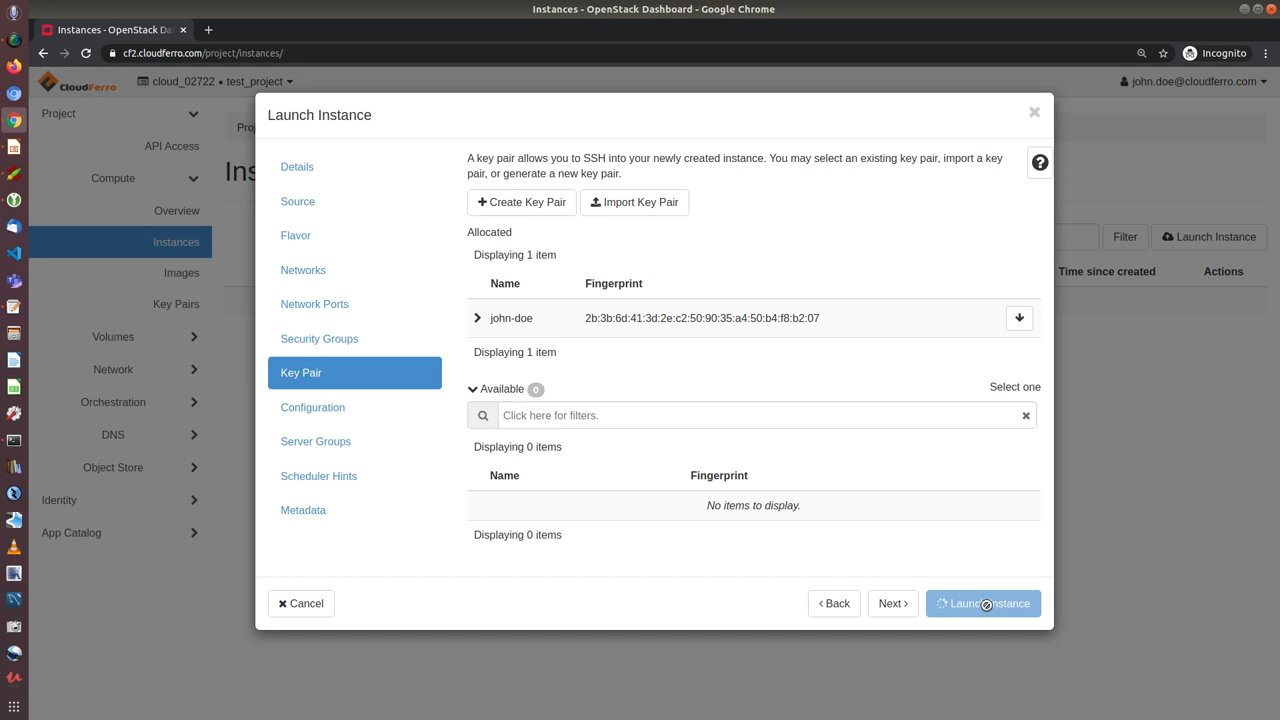 Instances - OpenStack Dashboard - Google Chrome
Instances - OpenStack Da
cf2.cloudferro.com/project/instances/
Incognito
CloudFerro
cloud_02722 • test_project
john.doe@cloudferro.com
Project
API Access
Compute
Overview
Instances
Images
Key Pairs
Volumes
Network
Orchestration
DNS
Object Store
Identity
App Catalog
Filter
Launch Instance
Time since created
Actions
Launch Instance
Details
Source
Flavor
Networks
Network Ports
Security Groups
Key Pair
Configuration
Server Groups
Scheduler Hints
Metadata
A key pair allows you to SSH into your newly created instance. You may select an existing key pair, import a key
pair, or generate a new key pair.
Create Key Pair
Import Key Pair
Allocated
Displaying 1 item
Name Fingerprint
john-doe 2b:3b:6d:41:3d:2e:c2:50:90:35:a4:50:b4:f8:b2:07
Displaying 1 item
Available 0
Select one
Click here for filters.
Displaying 0 items
Name Fingerprint
No items to display.
Displaying 0 items
Cancel
Back
Next
Launch Instance